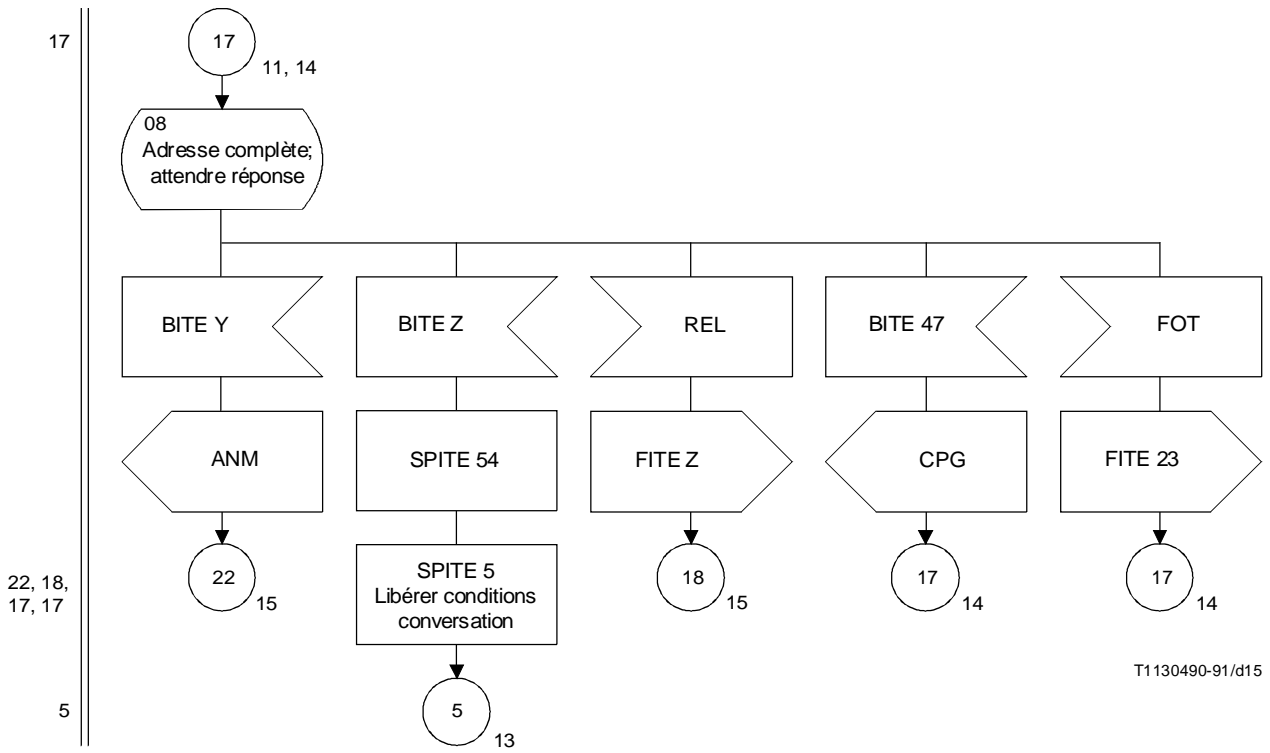 17
17
11, 14
08
Adresse complète;
attendre réponse
BITE Y
BITE Z
REL
BITE 47
FOT
ANM
SPITE 54
FITE Z
CPG
FITE 23
22, 18,
17, 17
22
15
SPITE 5
Libérer conditions
conversation
18
15
17
14
17
14
T1130490-91/d15
5
5
13